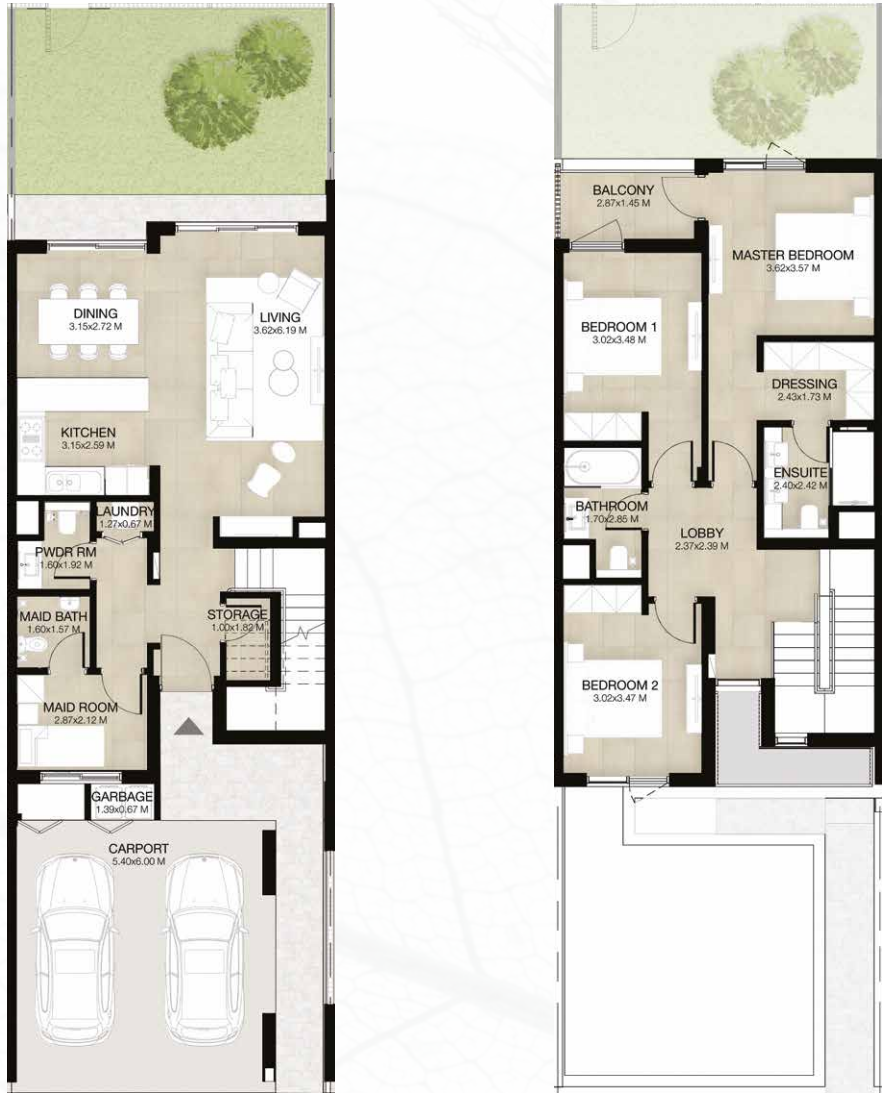 DINING
3.15x2.72 M
LIVING
3.62x6.19 M
KITCHEN
3.15x2.59 M
LAUNDRY
1.27x0.67 M
PWDR RM
1.60x1.92 M
MAID BATH
1.60x1.57 M
STORAGE
1.00x1.82 M
MAID ROOM
2.87x2.12 M
GARBAGE
1.39x0.67 M
CARPORT
5.40x6.00 M
BALCONY
2.87x1.45 M
MASTER BEDROOM
3.62x3.57 M
BEDROOM 1
3.02x3.48 M
DRESSING
2.43x1.73 M
ENSUITE
2.40x2.42 M
BATHROOM
1.70x2.85 M
LOBBY
2.37x2.39 M
BEDROOM 2
3.02x3.47 M